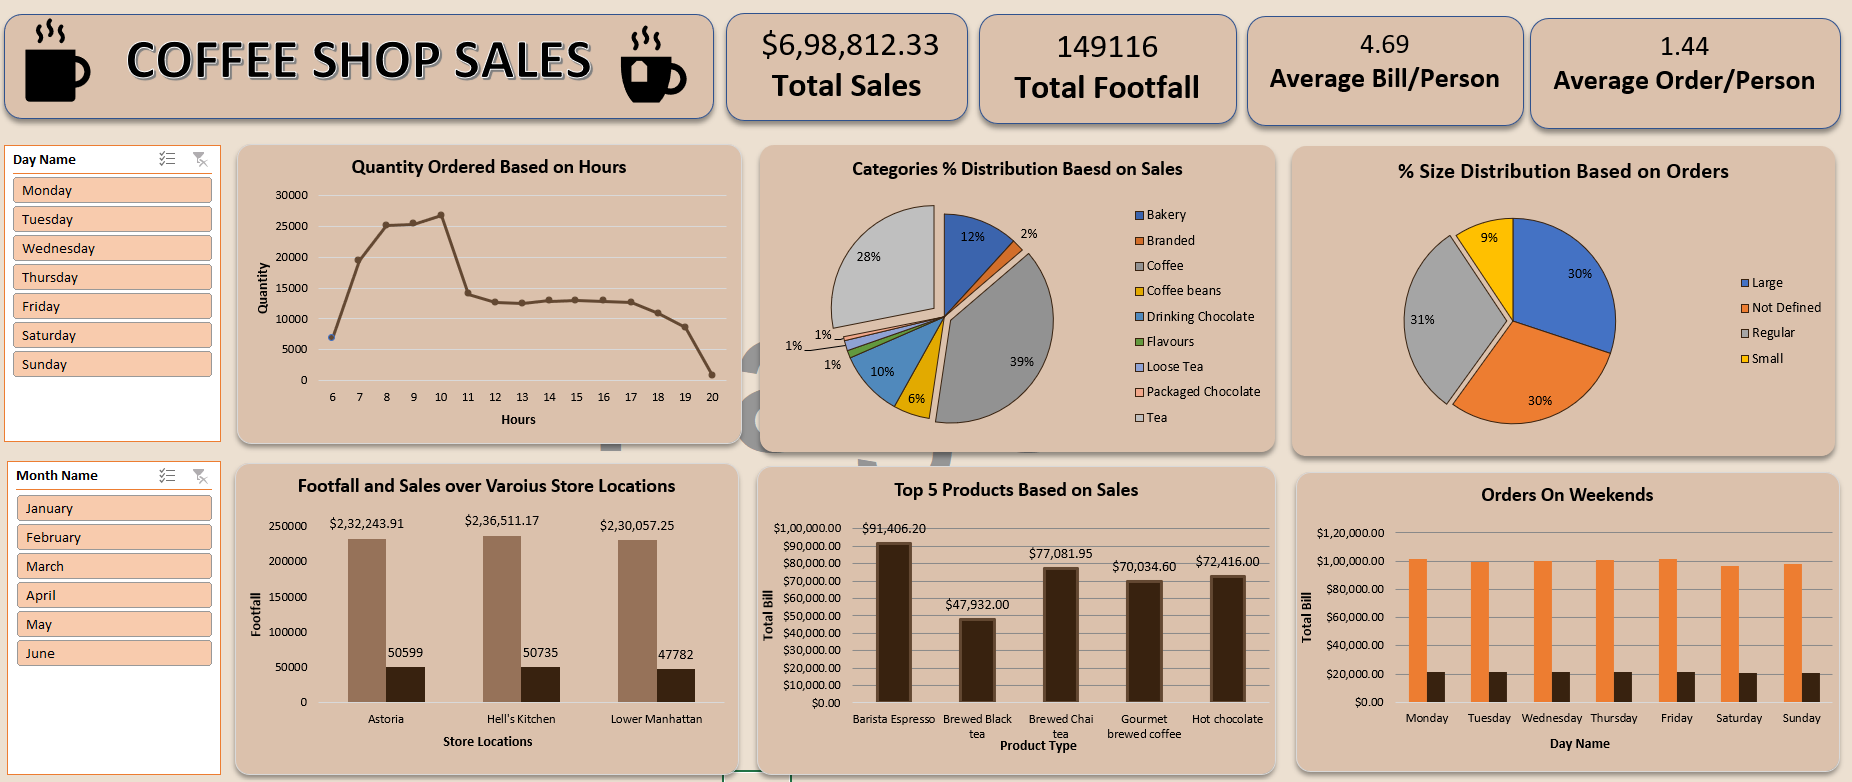 COFFEE SHOP SALES
$6,98,812.33
Total Sales
149116
Total Footfall
4.69
Average Bill/Person
1.44
Average Order/Person
Day Name
Monday
Tuesday
Wednesday
Thursday
Friday
Saturday
Sunday
Month Name
January
February
March
April
May
June
Quantity Ordered Based on Hours
30000
25000
20000
15000
10000
5000
0
Quantity
6 7 8 9 10 11 12 13 14 15 16 17 18 19 20
Hours
Categories % Distribution Baesd on Sales
12%
2%
39%
6%
10%
1%
1%
1%
28%
Bakery
Branded
Coffee
Coffee beans
Drinking Chocolate
Flavours
Loose Tea
Packaged Chocolate
Tea
% Size Distribution Based on Orders
30%
30%
31%
9%
Large
Not Defined
Regular
Small
Footfall and Sales over Varoius Store Locations
250000
200000
150000
100000
50000
0
Footfall
$2,32,243.91 $2,36,511.17 $2,30,057.25
50599 50735 47782
Astoria Hell's Kitchen Lower Manhattan
Store Locations
Top 5 Products Based on Sales
$1,00,000.00
$90,000.00
$80,000.00
$70,000.00
$60,000.00
$50,000.00
$40,000.00
$30,000.00
$20,000.00
$10,000.00
$0.00
Total Bill
$91,406.20
$47,932.00
$77,081.95
$70,034.60
$72,416.00
Barista Espresso
Brewed Black
tea
Brewed Chai
tea
Gourmet
brewed coffee
Hot chocolate
Product Type
Orders On Weekends
$1,20,000.00
$1,00,000.00
$80,000.00
$60,000.00
$40,000.00
$20,000.00
$0.00
Total Bill
Monday Tuesday Wednesday Thursday Friday Saturday Sunday
Day Name